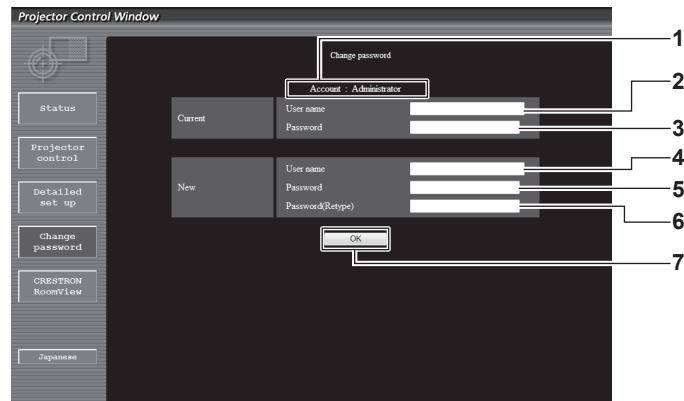 Projector Control Window
Change password
Account : Administrator
Current
User name
Password
New
User name
Password
Password(Retype)
OK
Status
Projector
control
Detailed
set up
Change
password
CRESTRON
RoomView
Japanese
1
2
3
4
5
6
7